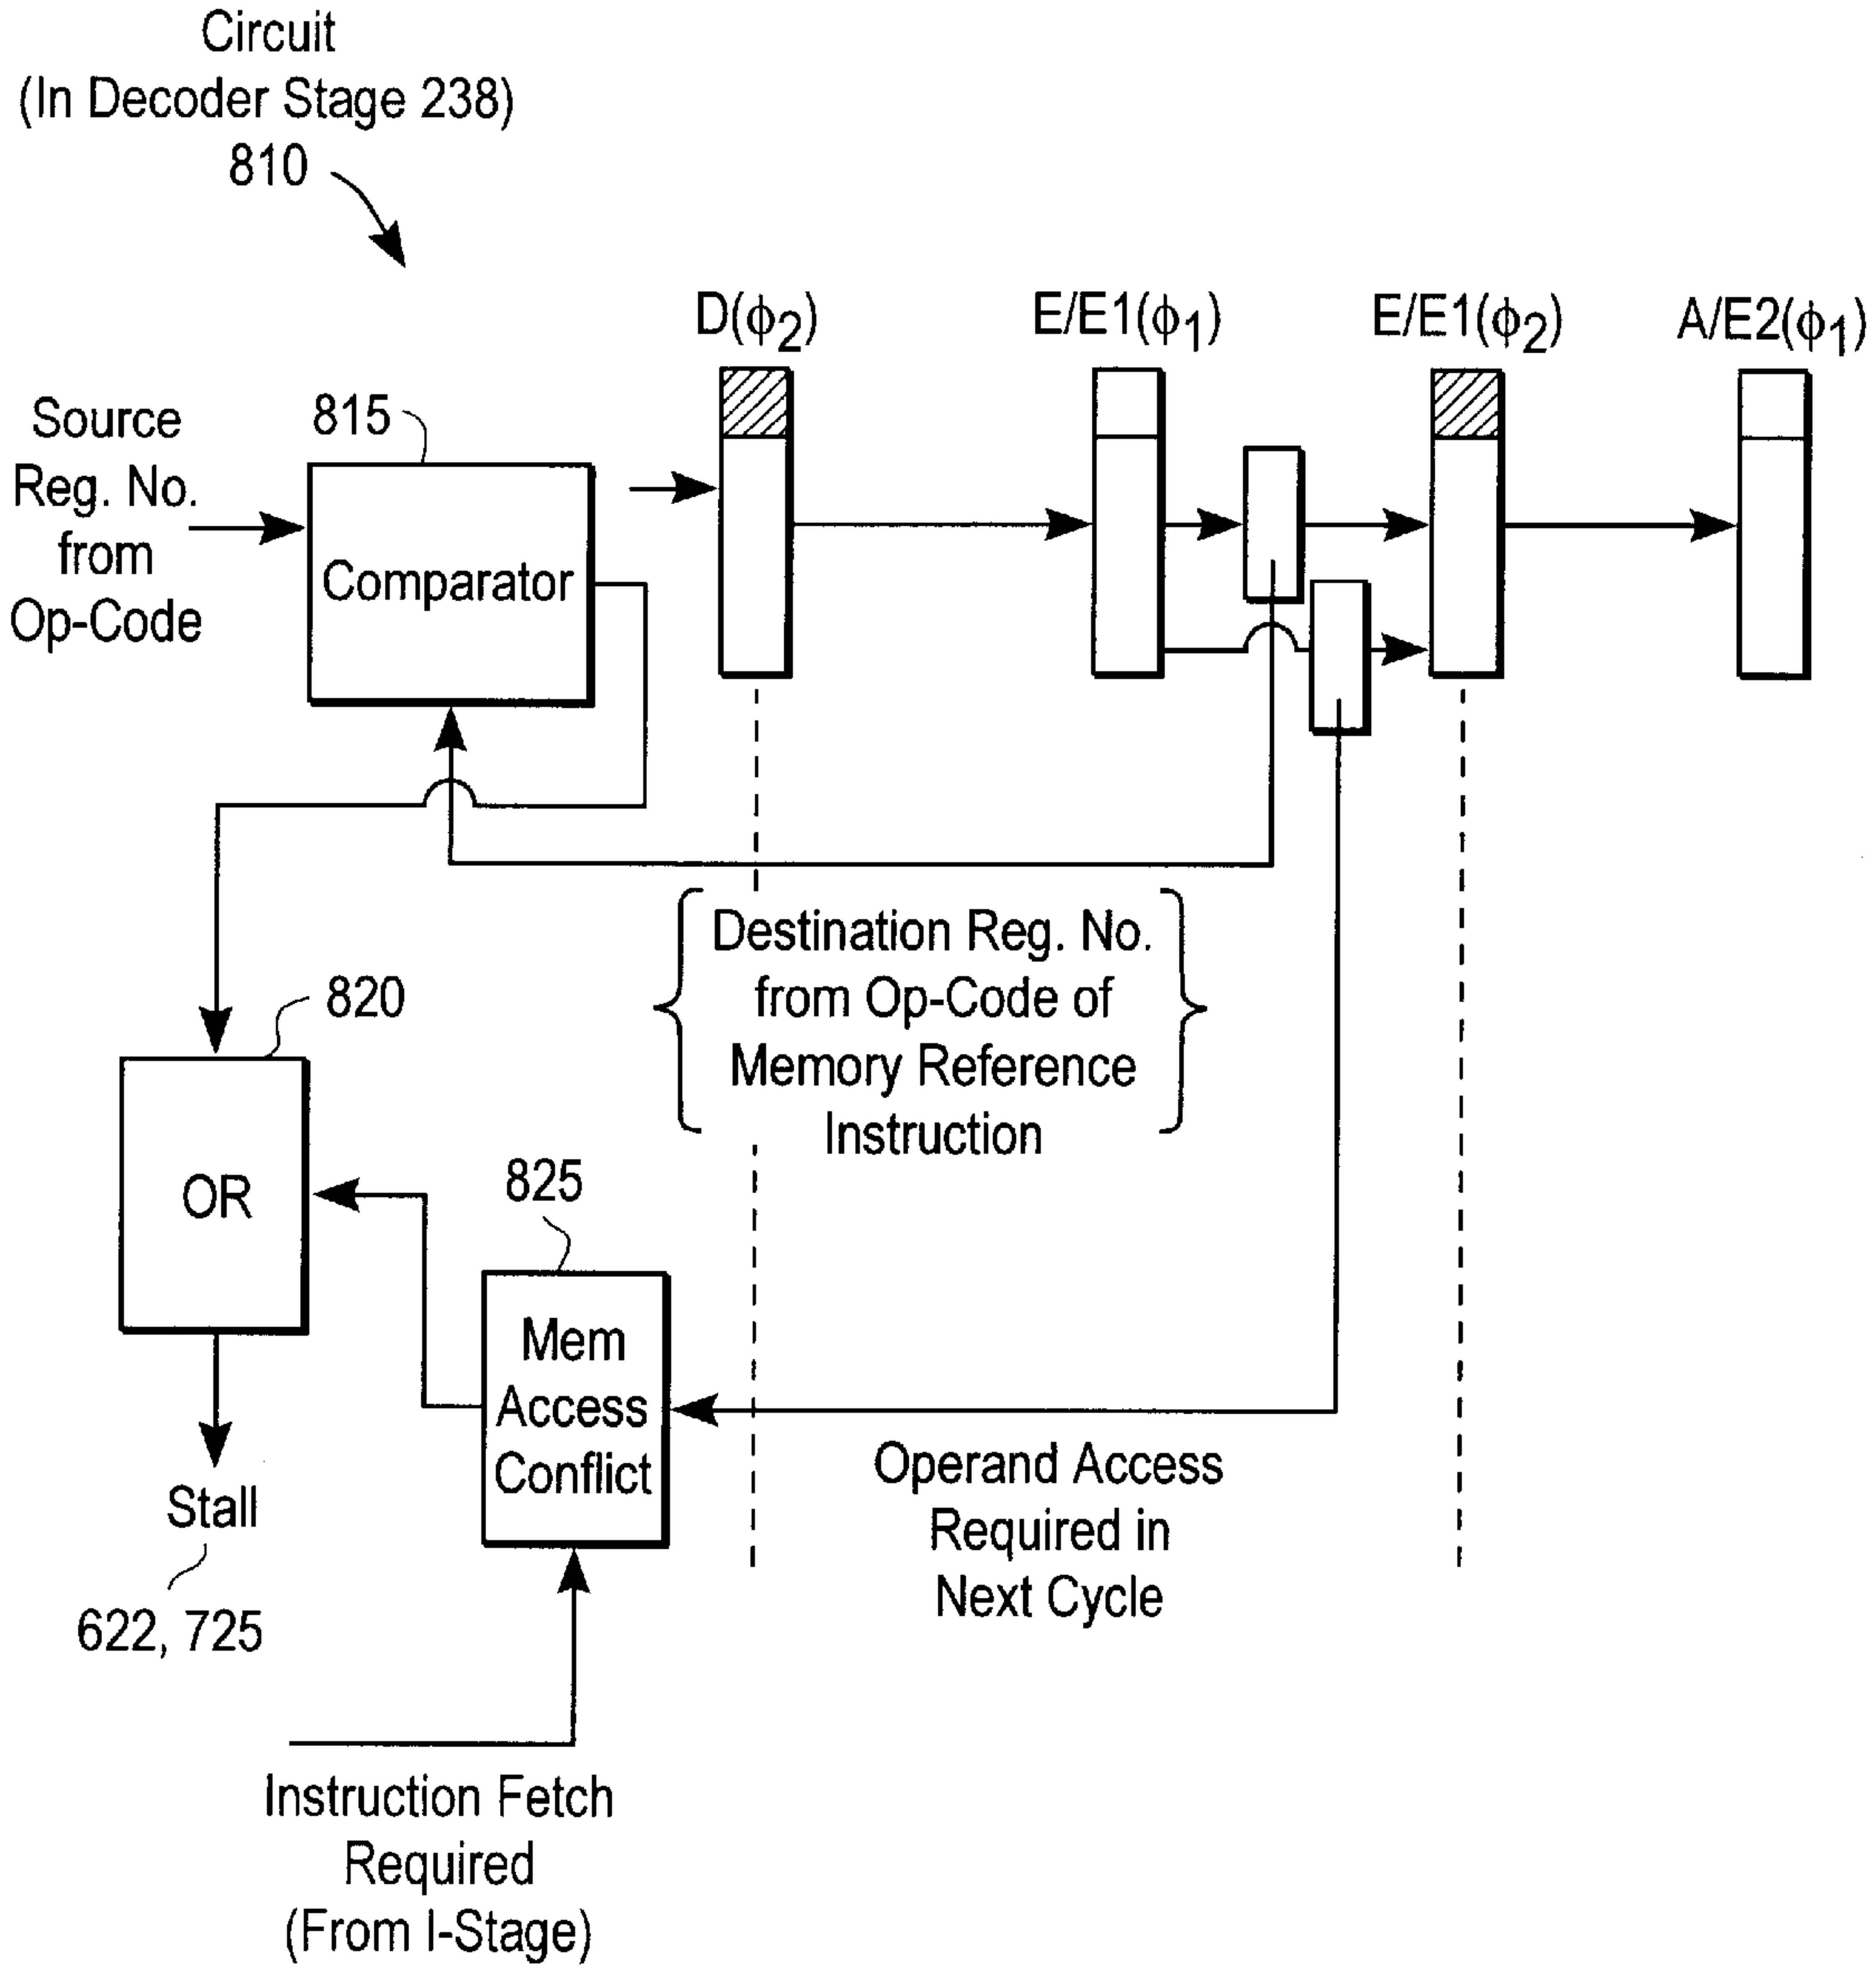 Circuit
(In Decoder Stage 238)
810
D(ϕ2)
E/E1(ϕ1)
E/E1(ϕ2)
A/E2(ϕ1)
Source
Reg. No.
from
Op-Code
815
Comparator
Destination Reg. No.
from Op-Code of
Memory Reference
Instruction
820
OR
825
Mem
Access
Conflict
Operand Access
Required in
Next Cycle
Stall
622, 725
Instruction Fetch
Required
(From I-Stage)